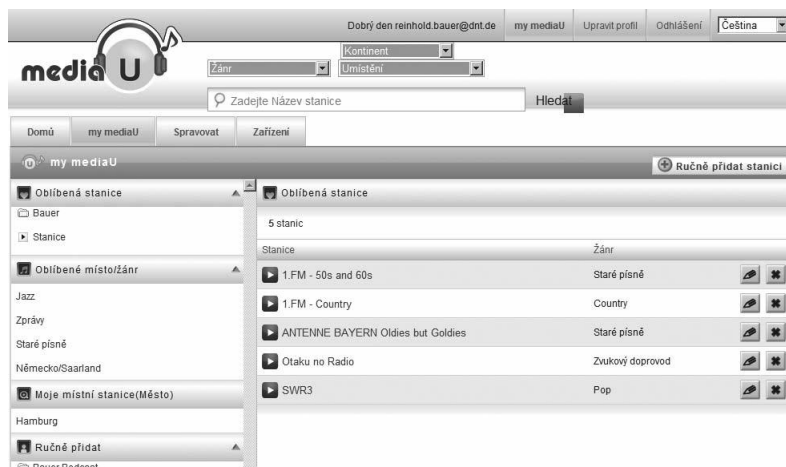 Dobrý den reinhold.bauer@dnt.de my mediaU Upravit profil Odhlášení Čeština
media U
Kontinent
Žánr Umístění
Zadejte Název stanice Hledat
Domů my mediaU Spravovat Zařízení
U my mediaU
Ručně přidat stanici
Oblíbená stanice
Bauer
Stanice
Oblíbené místo/žánr
Jazz
Zprávy
Staré písně
Německo/Saarland
Moje místní stanice(Město)
Hamburg
Ručně přidat
Bauer Podcast
Oblíbená stanice
5 stanic
Stanice Žánr
1.FM - 50s and 60s Staré písně
1.FM - Country Country
ANTENNE BAYERN Oldies but Goldies Staré písně
Otaku no Radio Zvukový doprovod
SWR3 Pop